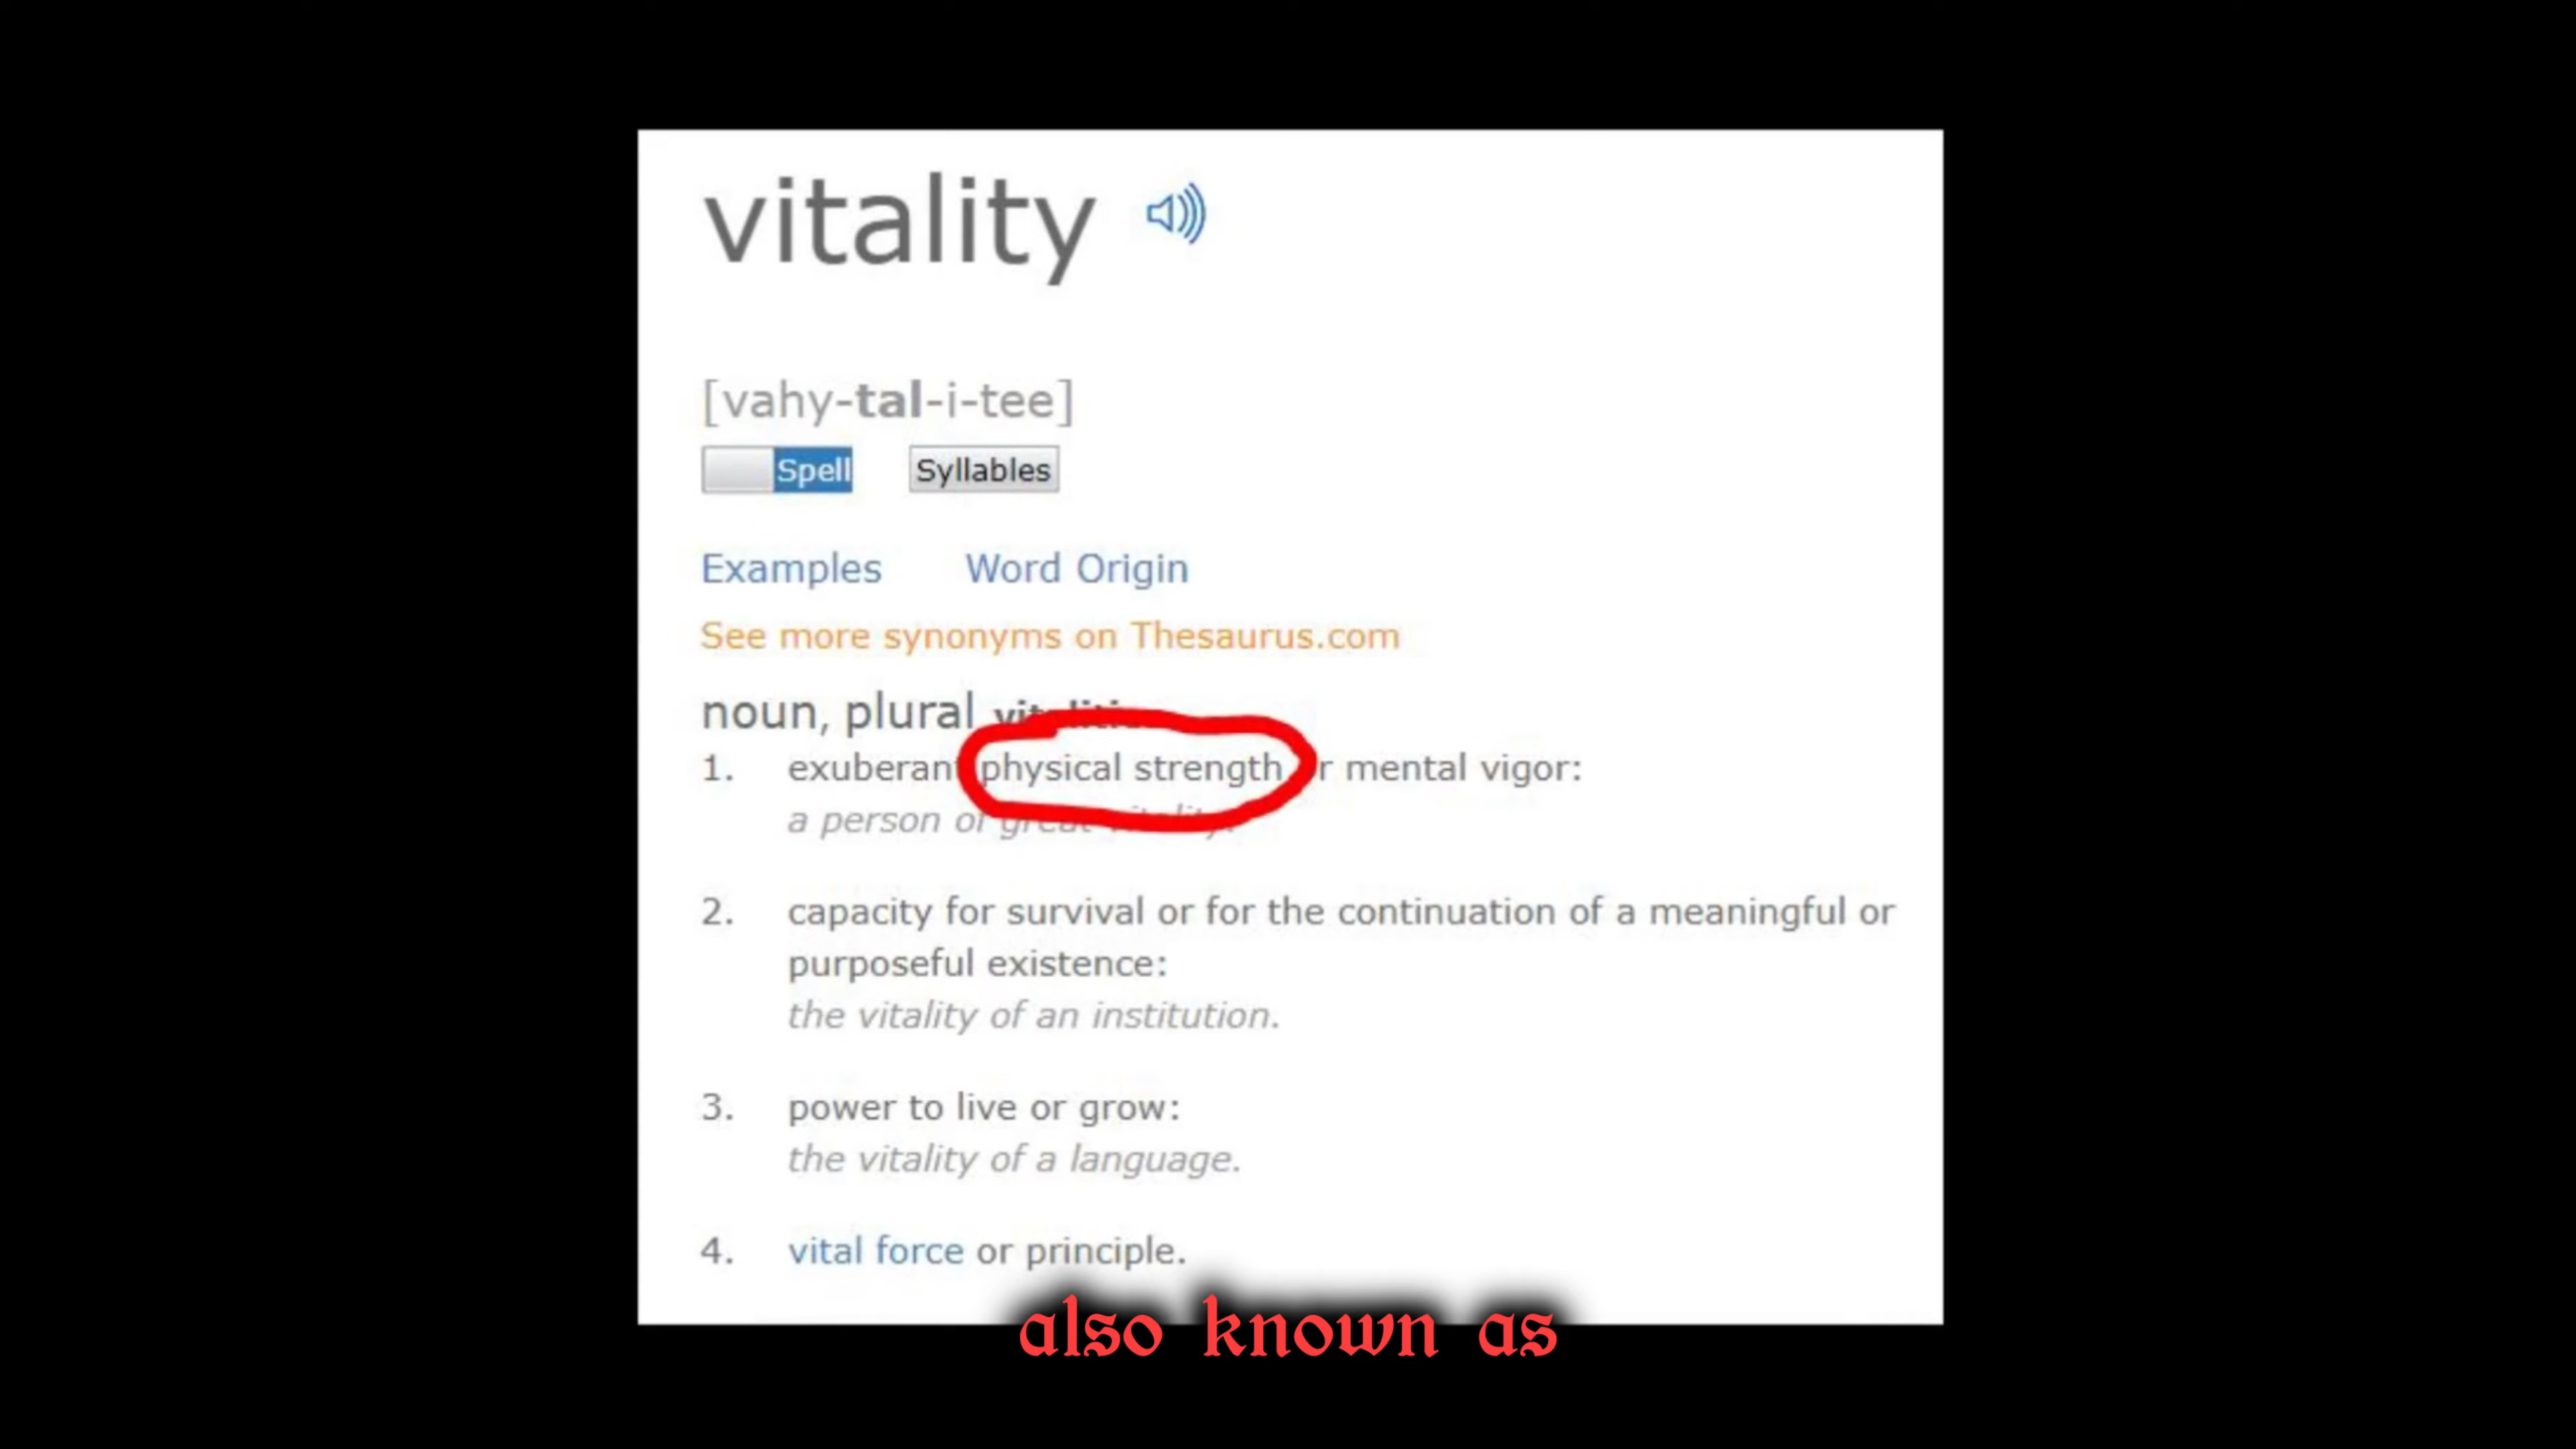 vitality
[vahy-tal-i-tee]
Spell Syllables
Examples Word Origin
See more synonyms on Thesaurus.com
noun, plural
1. exuberant physical strength or mental vigor:
a person of great vitality.
2. capacity for survival or for the continuation of a meaningful or
purposeful existence:
the vitality of an institution.
3. power to live or grow:
the vitality of a language.
4. vital force or principle.
also known as